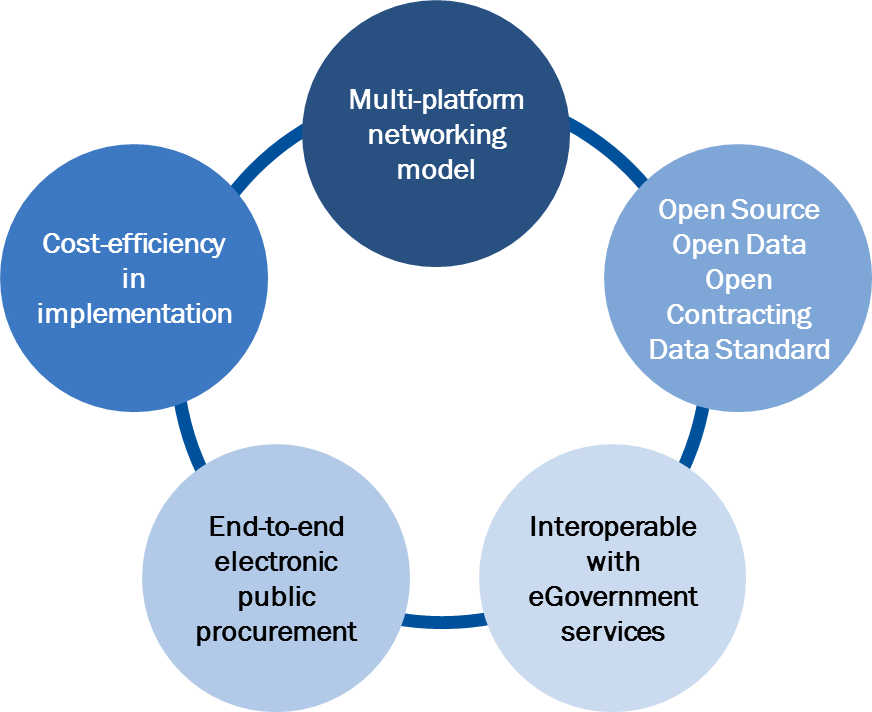 Multi-platform
networking
model
Open Source
Open Data
Open
Contracting
Data Standard
Interoperable
with
eGovernment
services
End-to-end
electronic
public
procurement
Cost-efficiency
in
implementation